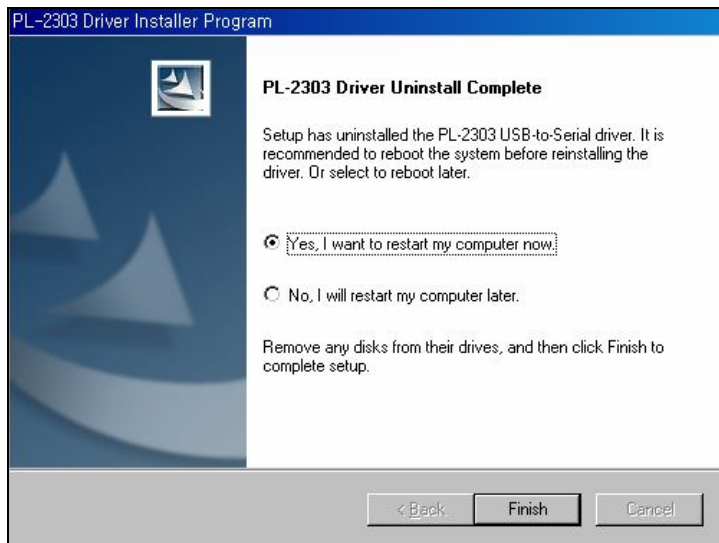 PL-2303 Driver Installer Program
PL-2303 Driver Uninstall Complete
Setup has uninstalled the PL-2303 USB-to-Serial driver. It is
recommended to reboot the system before reinstalling the
driver. Or select to reboot later.
Yes, I want to restart my computer now.
No, I will restart my computer later.
Remove any disks from their drives, and then click Finish to
complete setup.
< Back
Finish
Cancel